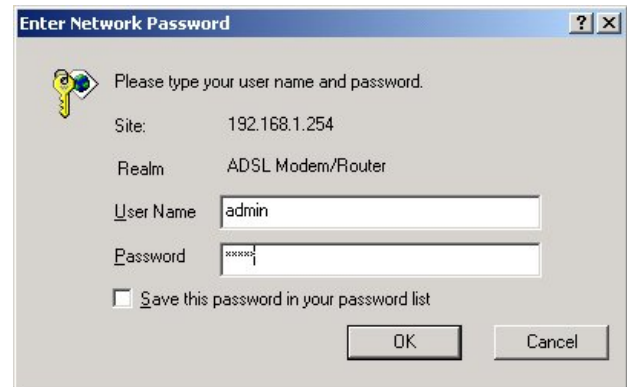 Enter Network Password
Please type your user name and password.
Site: 192.168.1.254
Realm ADSL Modem/Router
User Name admin
Password xxxxx
Save this password in your password list
OK Cancel